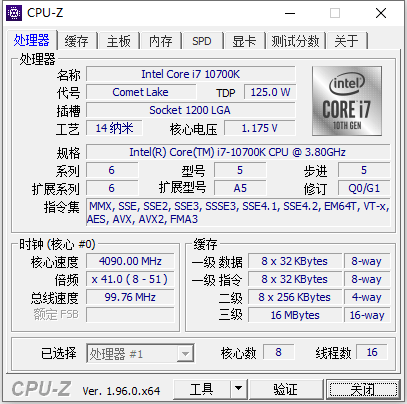 CPU-Z
处理器 缓存 主板 内存 SPD 显卡 测试分数 关于
处理器
名称 Intel Core i7 10700K
代号 Comet Lake TDP 125.0 W
插槽 Socket 1200 LGA
工艺 14 纳米 核心电压 1.175 V
intel
CORE i7
10TH GEN
规格 Intel(R) Core(TM) i7-10700K CPU @ 3.80GHz
系列 6 型号 5 步进 5
扩展系列 6 扩展型号 A5 修订 Q0/G1
指令集 MMX, SSE, SSE2, SSE3, SSSE3, SSE4.1, SSE4.2, EM64T, VT-x,
AES, AVX, AVX2, FMA3
时钟 (核心 #0)
核心速度 4090.00 MHz
倍频 x 41.0 ( 8 - 51 )
总线速度 99.76 MHz
额定 FSB
缓存
一级 数据 8 x 32 KBytes 8-way
一级 指令 8 x 32 KBytes 8-way
二级 8 x 256 KBytes 4-way
三级 16 MBytes 16-way
已选择 处理器 #1 核心数 8 线程数 16
CPU-Z Ver. 1.96.0.x64 工具 验证 关闭